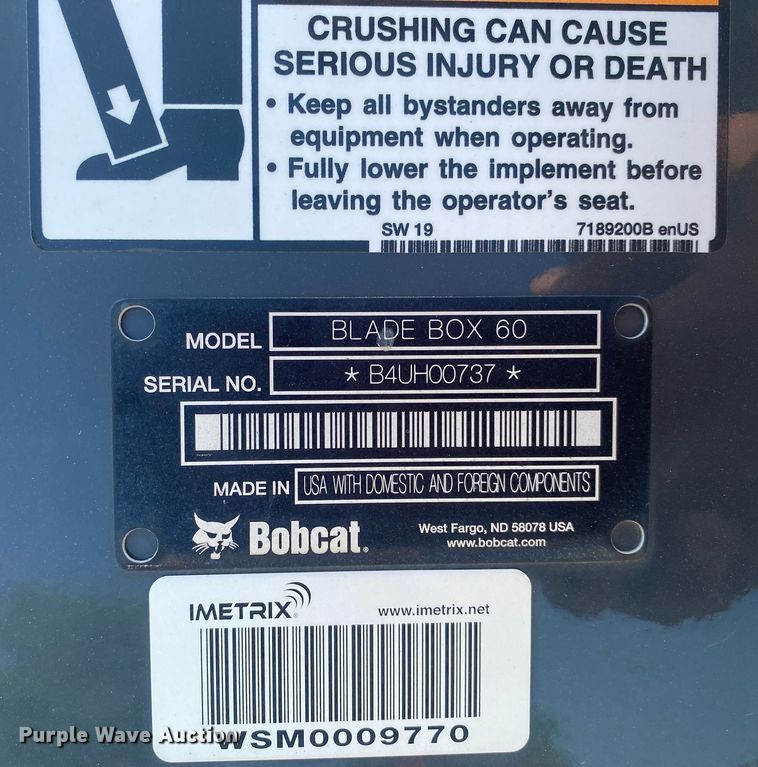 CRUSHING CAN CAUSE
SERIOUS INJURY OR DEATH
• Keep all bystanders away from
equipment when operating.
• Fully lower the implement before
leaving the operator's seat.
SW 19 7189200B enUS
MODEL BLADE BOX 60
SERIAL NO. * B4UH00737 *
MADE IN USA WITH DOMESTIC AND FOREIGN COMPONENTS
Bobcat®
West Fargo, ND 58078 USA
www.bobcat.com
IMETRIX® www.imetrix.net
WSM0009770
Purple Wave Auction